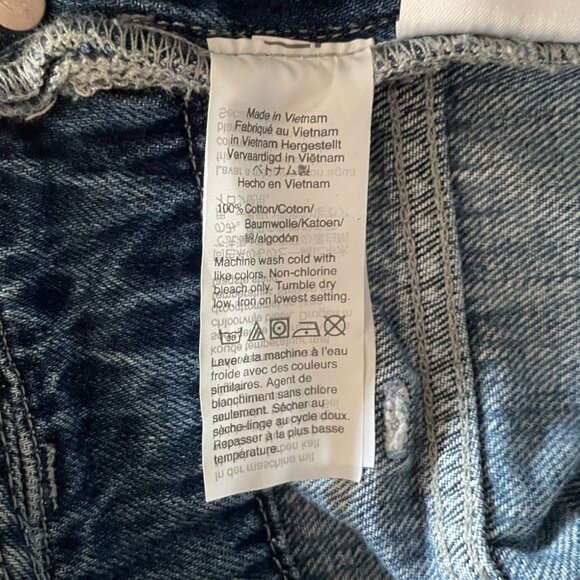 Made in Vietnam
Fabriqué au Vietnam
in Vietnam Hergestellt
Vervaardigd in Viëtnam
ベトナム製
Hecho en Vietnam
100% Cotton/Coton/
Baumwolle/Katoen/
綿/algodón
Machine wash cold with
like colors. Non-chlorine
bleach only. Tumble dry
low. Iron on lowest setting.
30
Laver à la machine à l'eau
froide avec des couleurs
similaires. Agent de
blanchiment sans chlore
seulement. Sécher au
sèche-linge au cycle doux.
Repasser à la plus basse
température.